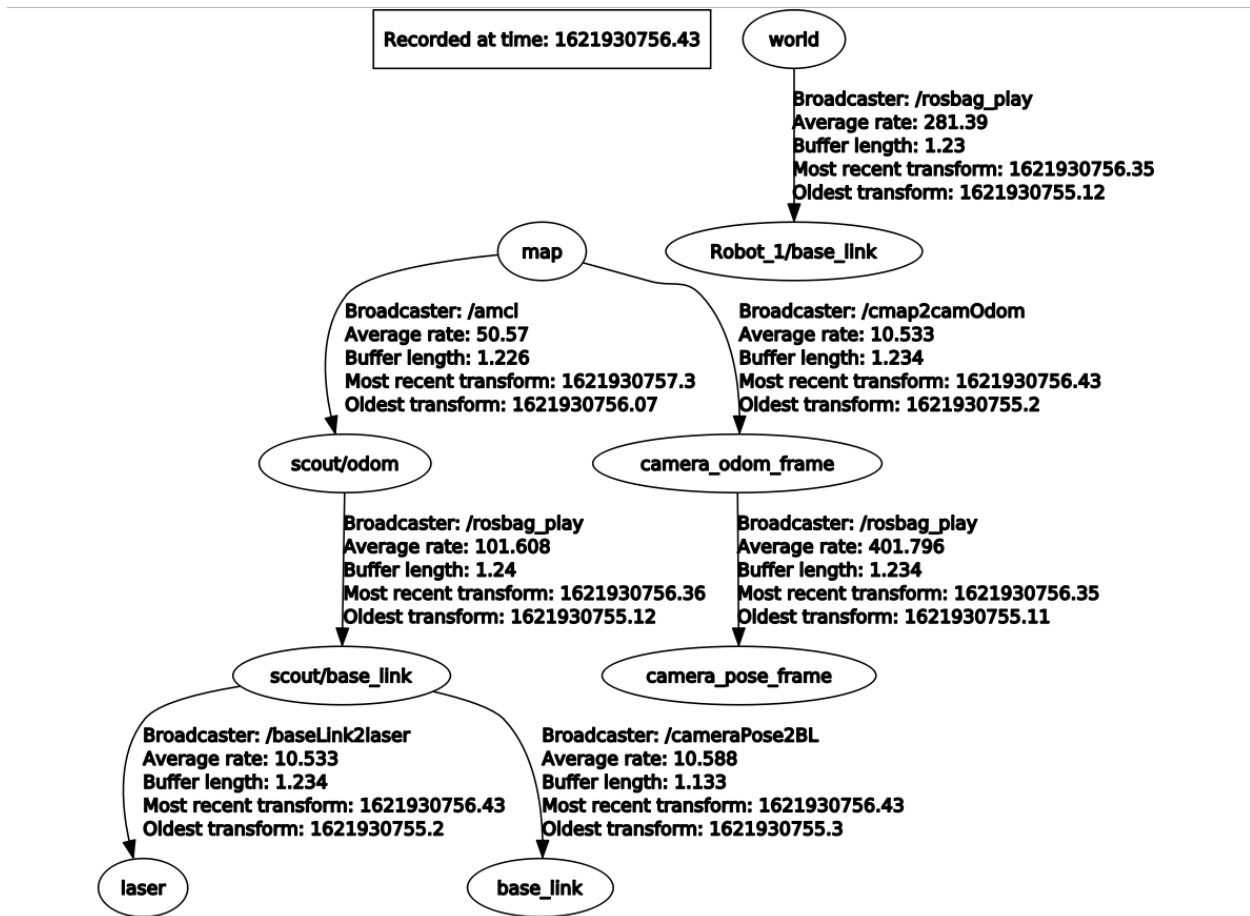 Recorded at time: 1621930756.43
world
Broadcaster: /rosbag_play
Average rate: 281.39
Buffer length: 1.23
Most recent transform: 1621930756.35
Oldest transform: 1621930755.12
map
Robot_1/base_link
Broadcaster: /amcl
Average rate: 50.57
Buffer length: 1.226
Most recent transform: 1621930757.3
Oldest transform: 1621930756.07
Broadcaster: /cmap2camOdom
Average rate: 10.533
Buffer length: 1.234
Most recent transform: 1621930756.43
Oldest transform: 1621930755.2
scout/odom
camera_odom_frame
Broadcaster: /rosbag_play
Average rate: 101.608
Buffer length: 1.24
Most recent transform: 1621930756.36
Oldest transform: 1621930755.12
Broadcaster: /rosbag_play
Average rate: 401.796
Buffer length: 1.234
Most recent transform: 1621930756.35
Oldest transform: 1621930755.11
scout/base_link
camera_pose_frame
Broadcaster: /baseLink2laser
Average rate: 10.533
Buffer length: 1.234
Most recent transform: 1621930756.43
Oldest transform: 1621930755.2
Broadcaster: /cameraPose2BL
Average rate: 10.588
Buffer length: 1.133
Most recent transform: 1621930756.43
Oldest transform: 1621930755.3
laser
base_link